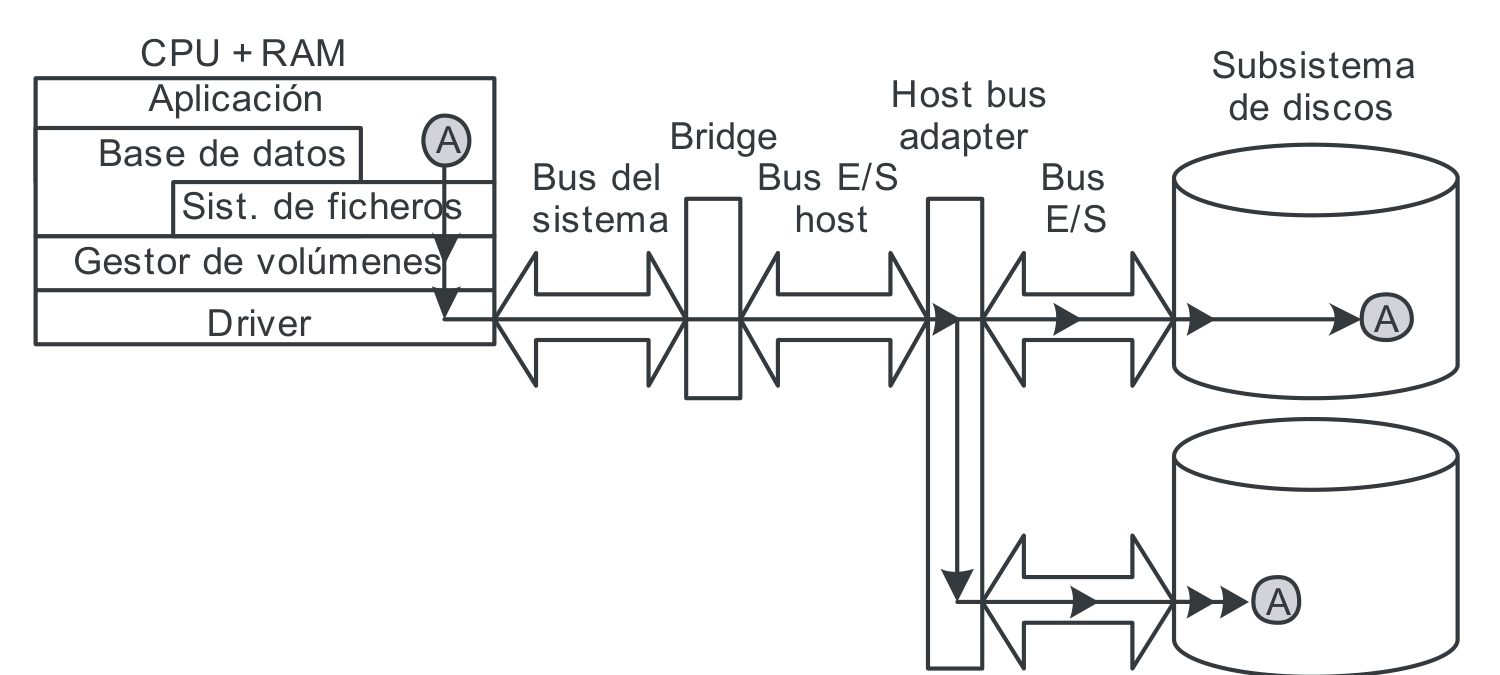 CPU + RAM
Aplicación
A
Base de datos
Sist. de ficheros
Gestor de volúmenes
Driver
Bus del
sistema
Bridge
Bus E/S
host
Host bus
adapter
Bus
E/S
Subsistema
de discos
A
A